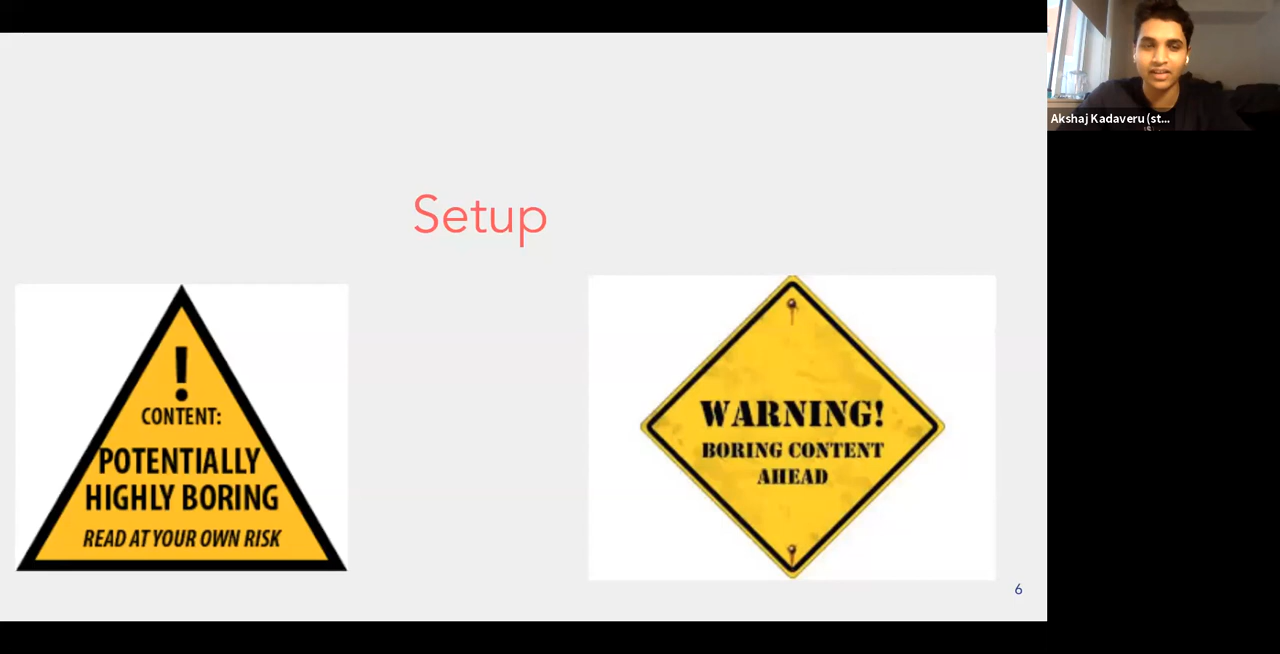 Akshaj Kadaveru (st...
Setup
!
CONTENT:
POTENTIALLY
HIGHLY BORING
READ AT YOUR OWN RISK
WARNING!
BORING CONTENT
AHEAD
6